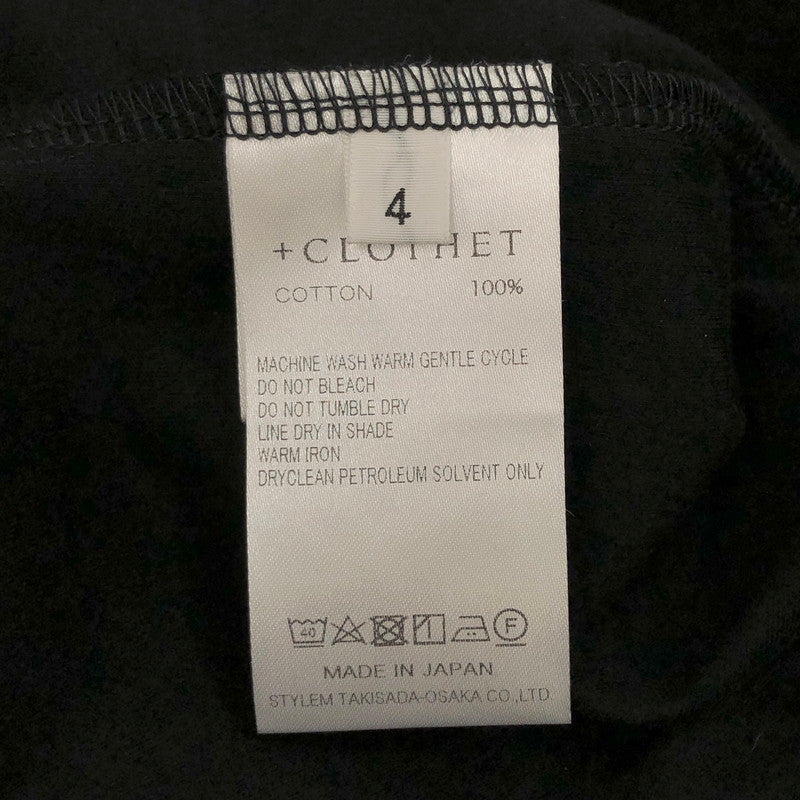 4
+CLOTHET
COTTON 100%
MACHINE WASH WARM GENTLE CYCLE
DO NOT BLEACH
DO NOT TUMBLE DRY
LINE DRY IN SHADE
WARM IRON
DRYCLEAN PETROLEUM SOLVENT ONLY
40 F
MADE IN JAPAN
STYLEM TAKISADA-OSAKA CO.,LTD.